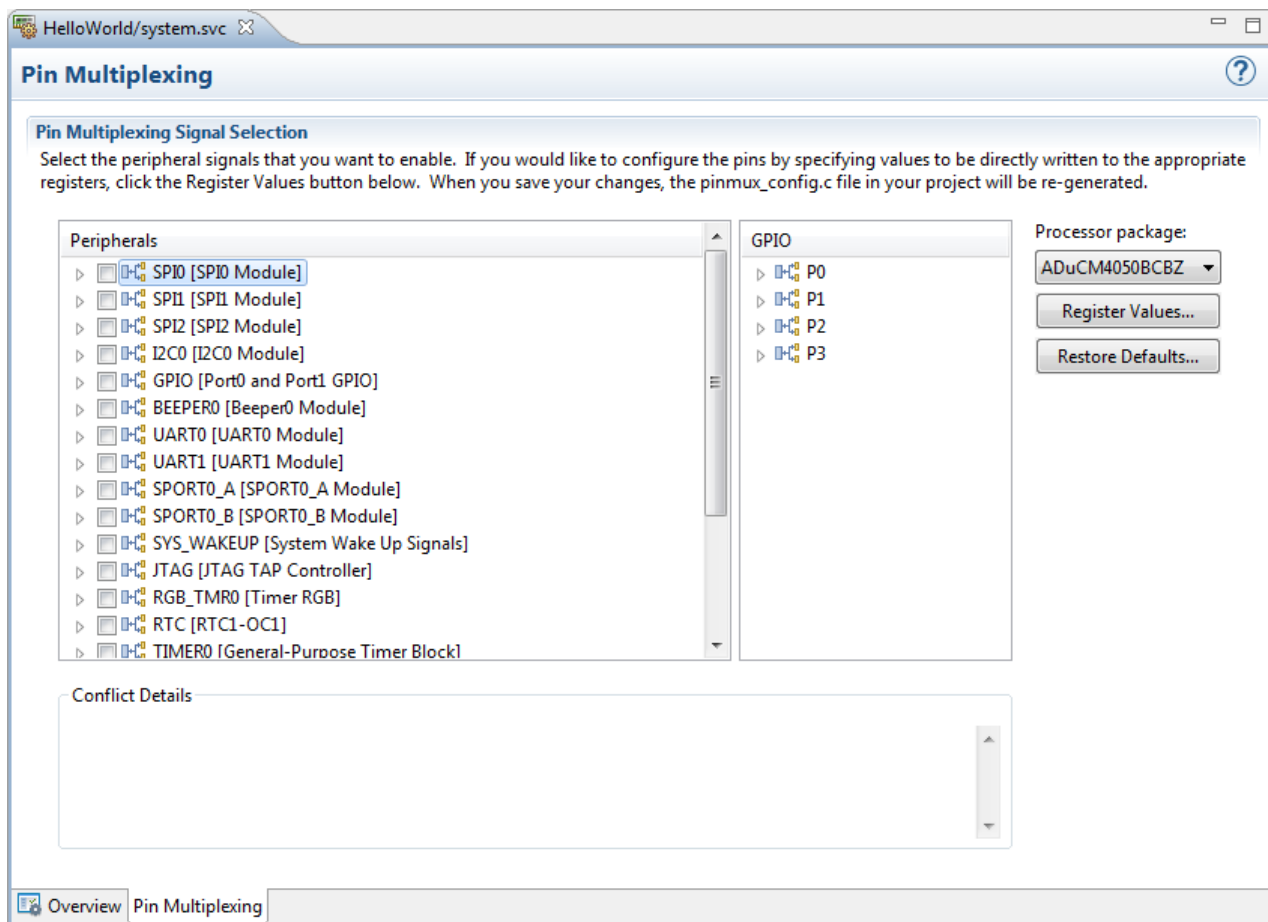 HelloWorld/system.svc
Pin Multiplexing
?
Pin Multiplexing Signal Selection
Select the peripheral signals that you want to enable. If you would like to configure the pins by specifying values to be directly written to the appropriate
registers, click the Register Values button below. When you save your changes, the pinmux_config.c file in your project will be re-generated.
Peripherals
SPI0 [SPI0 Module]
SPI1 [SPI1 Module]
SPI2 [SPI2 Module]
I2C0 [I2C0 Module]
GPIO [Port0 and Port1 GPIO]
BEEPER0 [Beeper0 Module]
UART0 [UART0 Module]
UART1 [UART1 Module]
SPORT0_A [SPORT0_A Module]
SPORT0_B [SPORT0_B Module]
SYS_WAKEUP [System Wake Up Signals]
JTAG [JTAG TAP Controller]
RGB_TMR0 [Timer RGB]
RTC [RTC1-OC1]
TIMER0 [General-Purpose Timer Block]
GPIO
P0
P1
P2
P3
Processor package:
ADuCM4050BCBZ
Register Values...
Restore Defaults...
Conflict Details
Overview
Pin Multiplexing